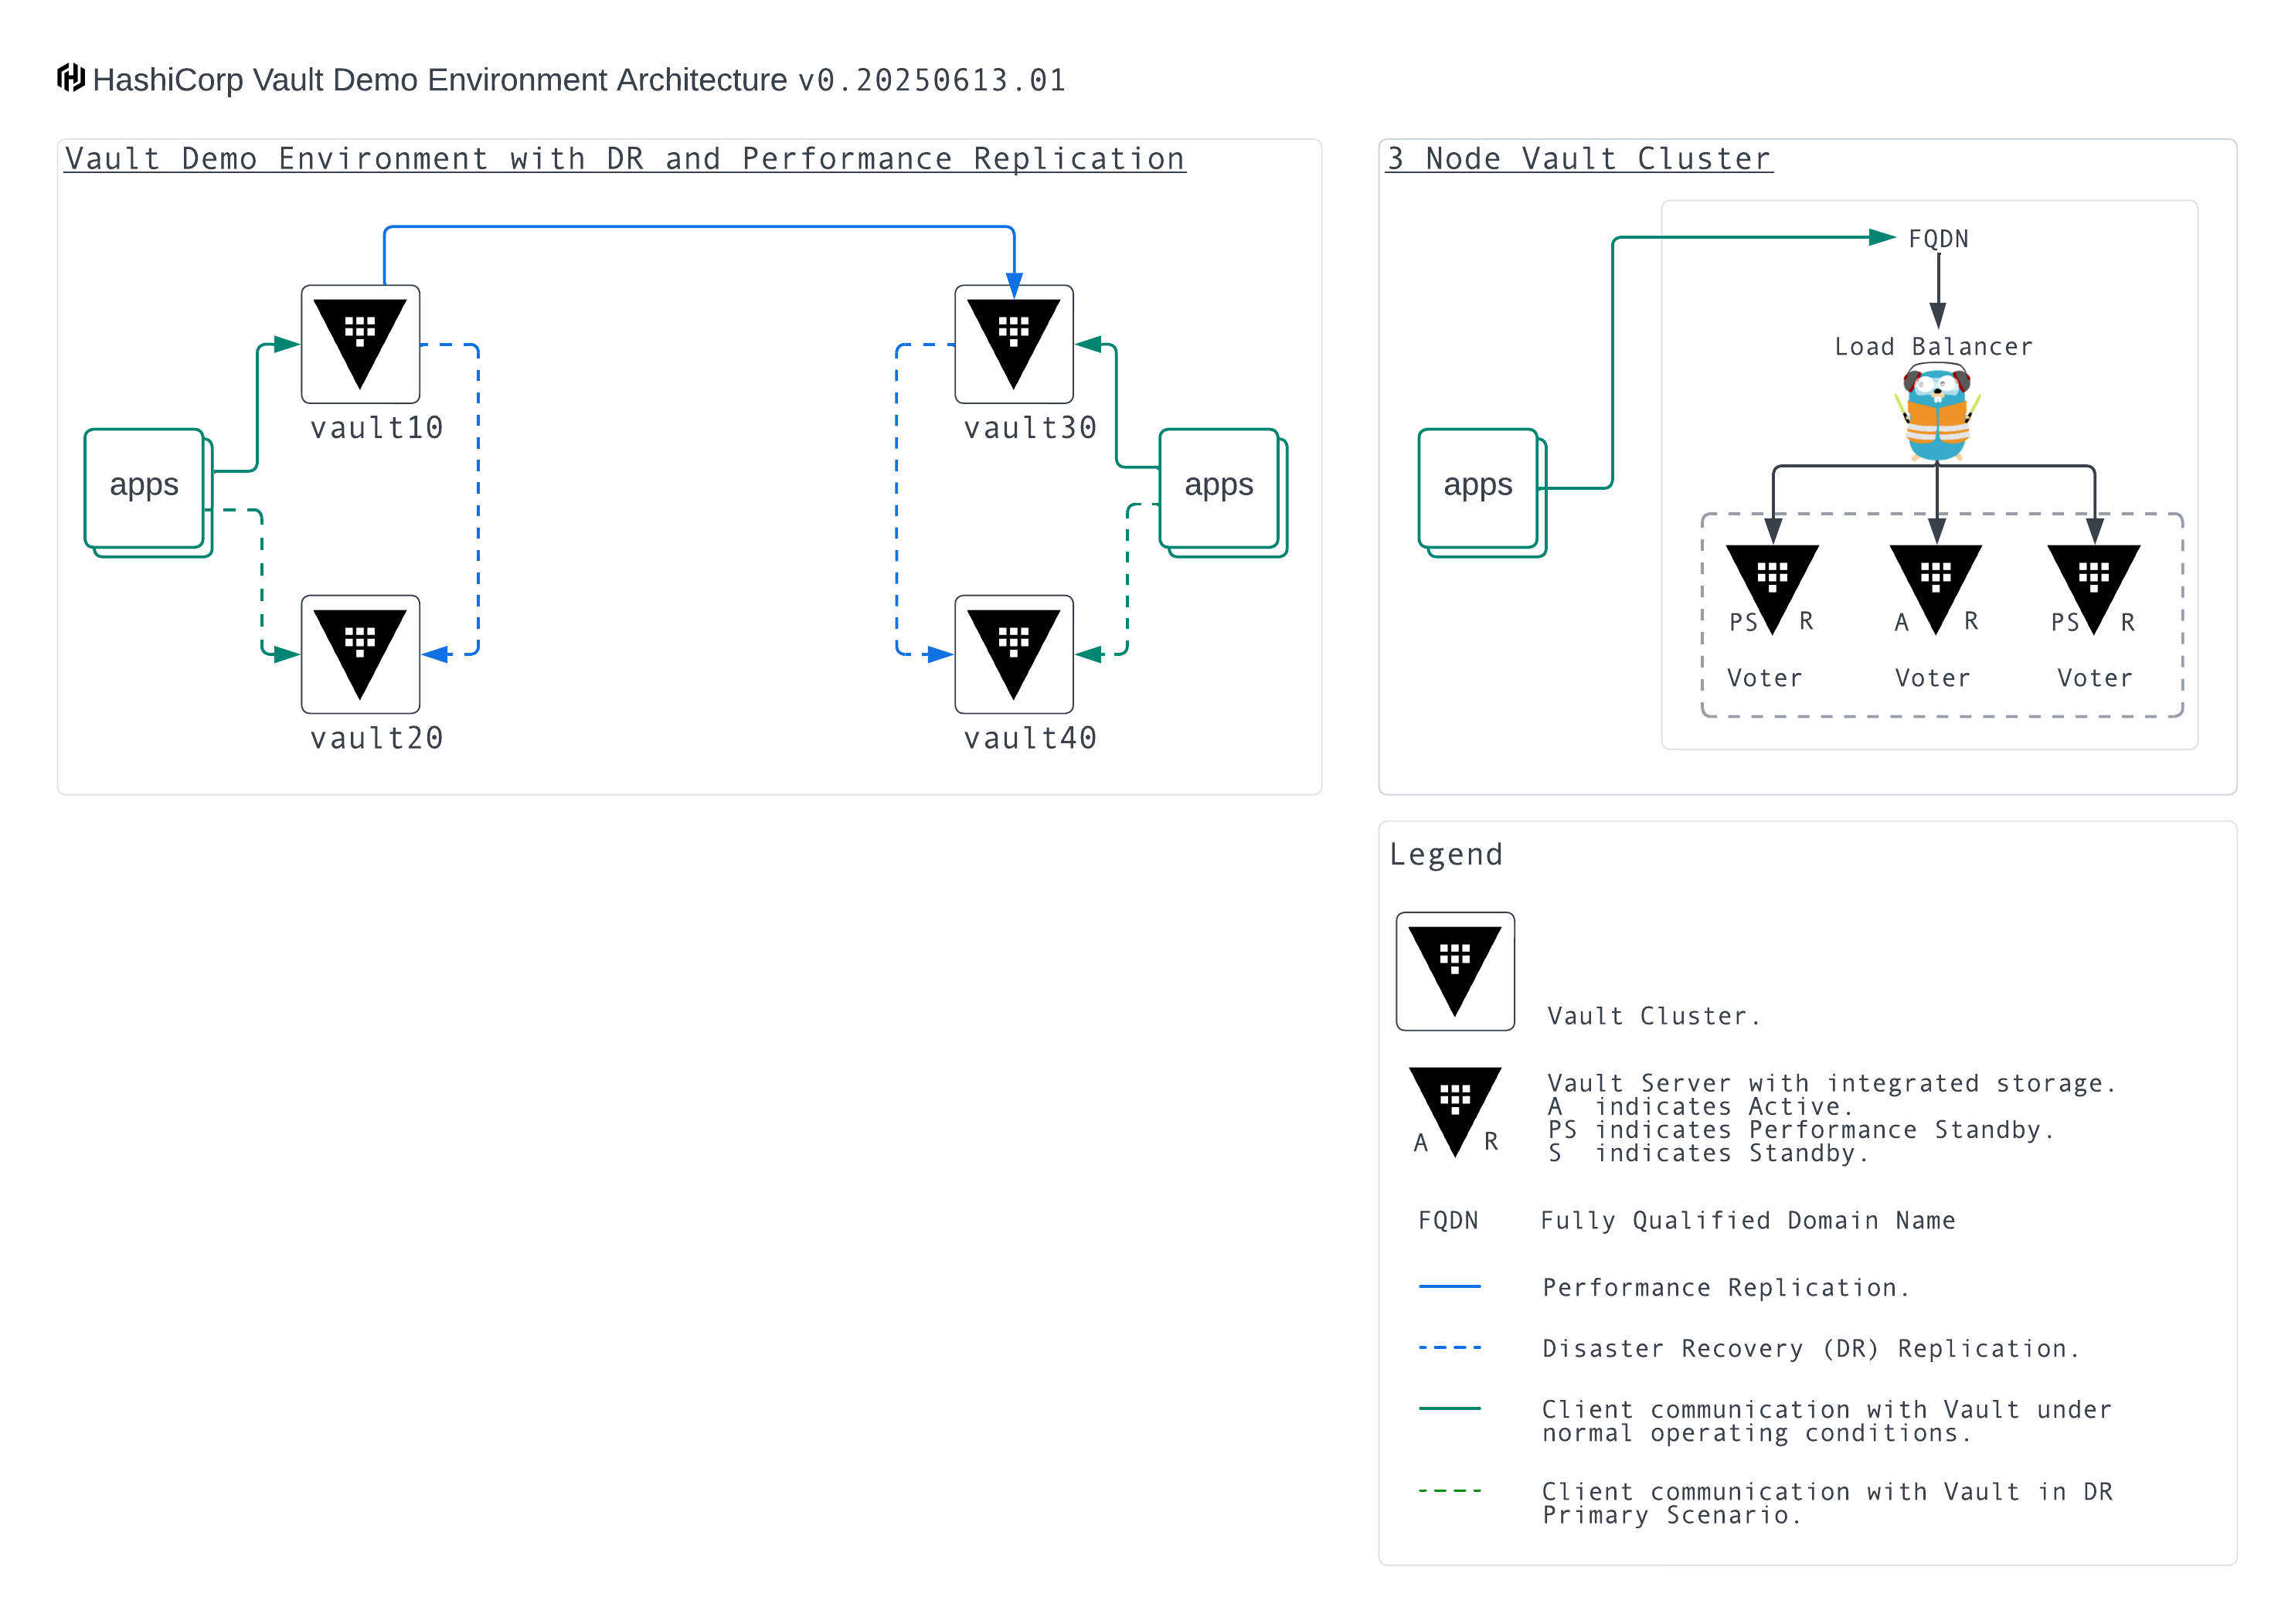 HashiCorp Vault Demo Environment Architecture v0.20250613.01
Vault Demo Environment with DR and Performance Replication
vault10
vault30
apps
apps
vault20
vault40
3 Node Vault Cluster
FQDN
Load Balancer
apps
PS R A R PS R
Voter Voter Voter
Legend
Vault Cluster.
A R
Vault Server with integrated storage.
A indicates Active.
PS indicates Performance Standby.
S indicates Standby.
FQDN Fully Qualified Domain Name
Performance Replication.
Disaster Recovery (DR) Replication.
Client communication with Vault under
normal operating conditions.
Client communication with Vault in DR
Primary Scenario.